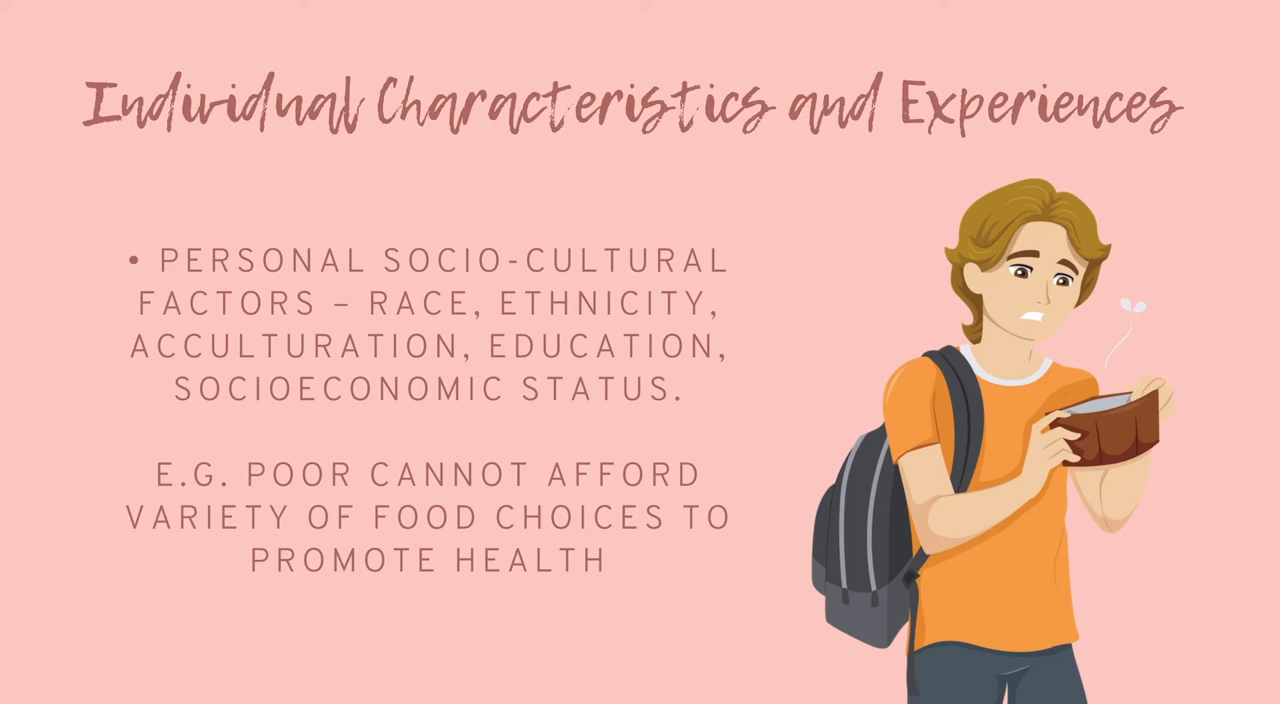 Individual Characteristics and Experiences
• PERSONAL SOCIO-CULTURAL
FACTORS – RACE, ETHNICITY,
ACCULTURATION, EDUCATION,
SOCIOECONOMIC STATUS.
E.G. POOR CANNOT AFFORD
VARIETY OF FOOD CHOICES TO
PROMOTE HEALTH